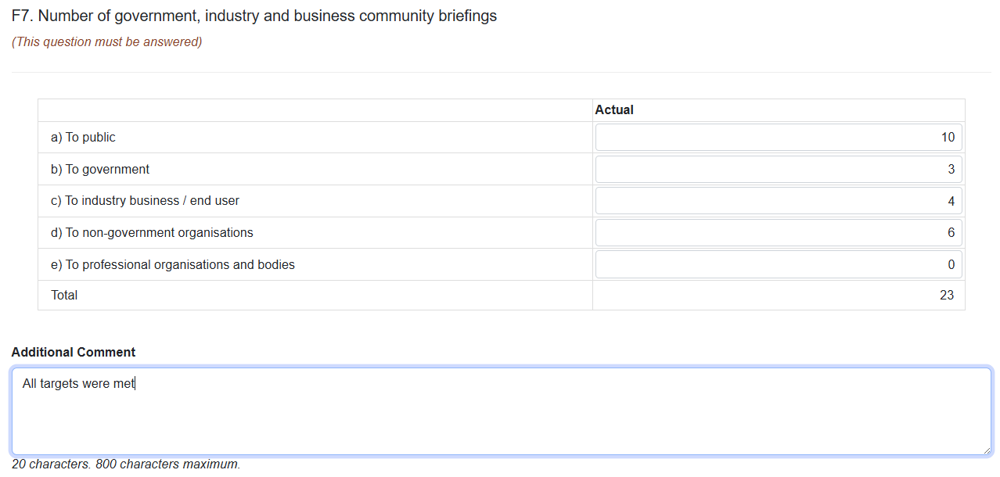 F7. Number of government, industry and business community briefings
(This question must be answered)
Actual
a) To public 10
b) To government 3
c) To industry business / end user 4
d) To non-government organisations 6
e) To professional organisations and bodies 0
Total 23
Additional Comment
All targets were met
20 characters. 800 characters maximum.